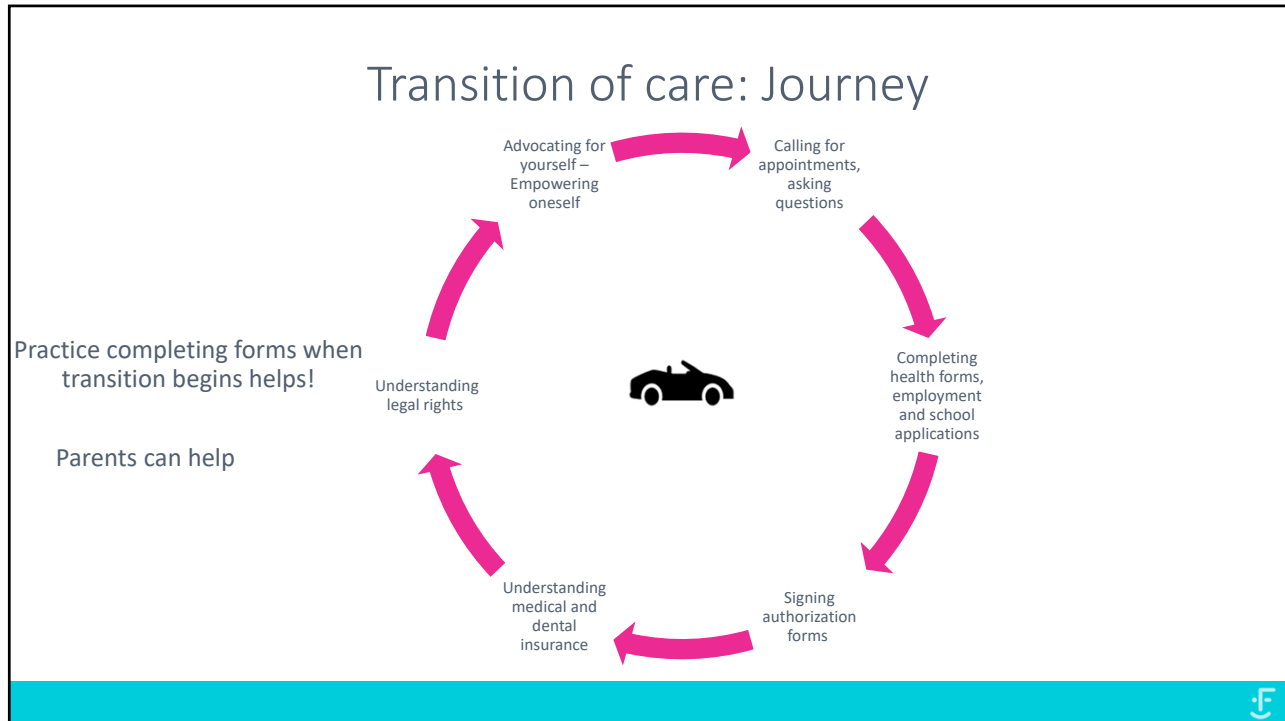 Transition of care: Journey
Advocating for
yourself –
Empowering
oneself
Calling for
appointments,
asking
questions
Completing
health forms,
employment
and school
applications
Signing
authorization
forms
Understanding
medical and
dental
insurance
Understanding
legal rights
Practice completing forms when
transition begins helps!
Parents can help